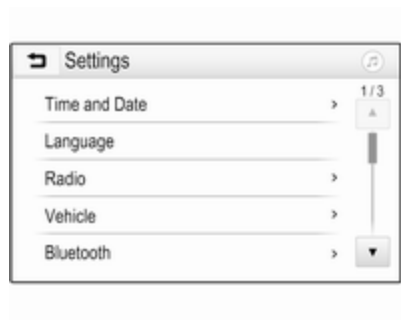 Settings
1/3
Time and Date
Language
Radio
Vehicle
Bluetooth